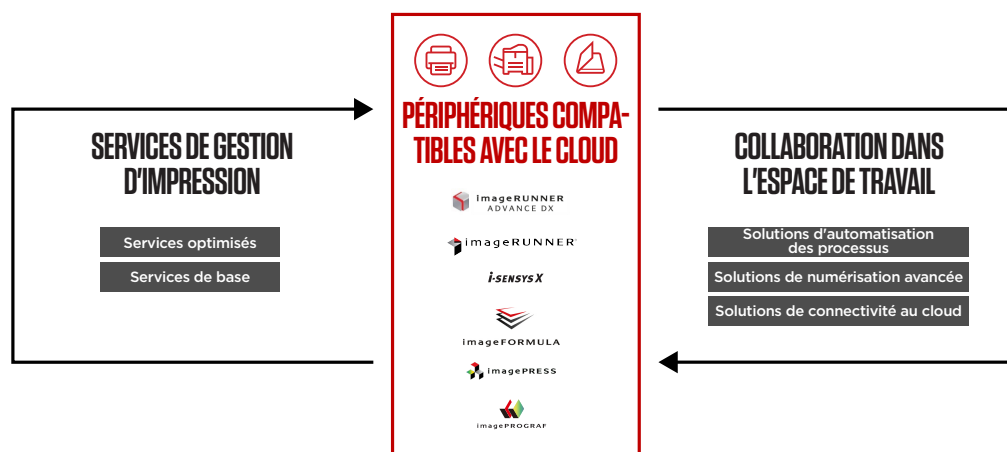 SERVICES DE GESTION
D'IMPRESSION
Services optimisés
Services de base
PÉRIPHÉRIQUES COMPA-
TIBLES AVEC LE CLOUD
imageRUNNER
ADVANCE DX
imageRUNNER
i-SENSYS X
imageFORMULA
imagePRESS
imagePROGRAF
COLLABORATION DANS
L'ESPACE DE TRAVAIL
Solutions d'automatisation
des processus
Solutions de numérisation avancée
Solutions de connectivité au cloud